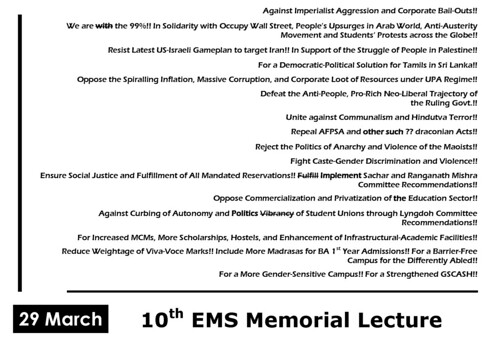 Against Imperialist Aggression and Corporate Bail-Outs!!
We are with the 99%!! In Solidarity with Occupy Wall Street, People's Upsurges in Arab World, Anti-Austerity
Movement and Students' Protests across the Globe!!
Resist Latest US-Israeli Gameplan to target Iran!! In Support of the Struggle of People in Palestine!!
For a Democratic-Political Solution for Tamils in Sri Lanka!!
Oppose the Spiralling Inflation, Massive Corruption, and Corporate Loot of Resources under UPA Regime!!
Defeat the Anti-People, Pro-Rich Neo-Liberal Trajectory of
the Ruling Govt.!!
Unite against Communalism and Hindutva Terror!!
Repeal AFPSA and other such ?? draconian Acts!!
Reject the Politics of Anarchy and Violence of the Maoists!!
Fight Caste-Gender Discrimination and Violence!!
Ensure Social Justice and Fulfillment of All Mandated Reservations!! Fulfill Implement Sachar and Ranganath Mishra
Committee Recommendations!!
Oppose Commercialization and Privatization of the Education Sector!!
Against Curbing of Autonomy and Politics Vibrancy of Student Unions through Lyngdoh Committee
Recommendations!!
For Increased MCMs, More Scholarships, Hostels, and Enhancement of Infrastructural-Academic Facilities!!
Reduce Weightage of Viva-Voce Marks!! Include More Madrasas for BA 1st Year Admissions!! For a Barrier-Free
Campus for the Differently Abled!!
For a More Gender-Sensitive Campus!! For a Strengthened GSCASH!!
29 March 10th EMS Memorial Lecture